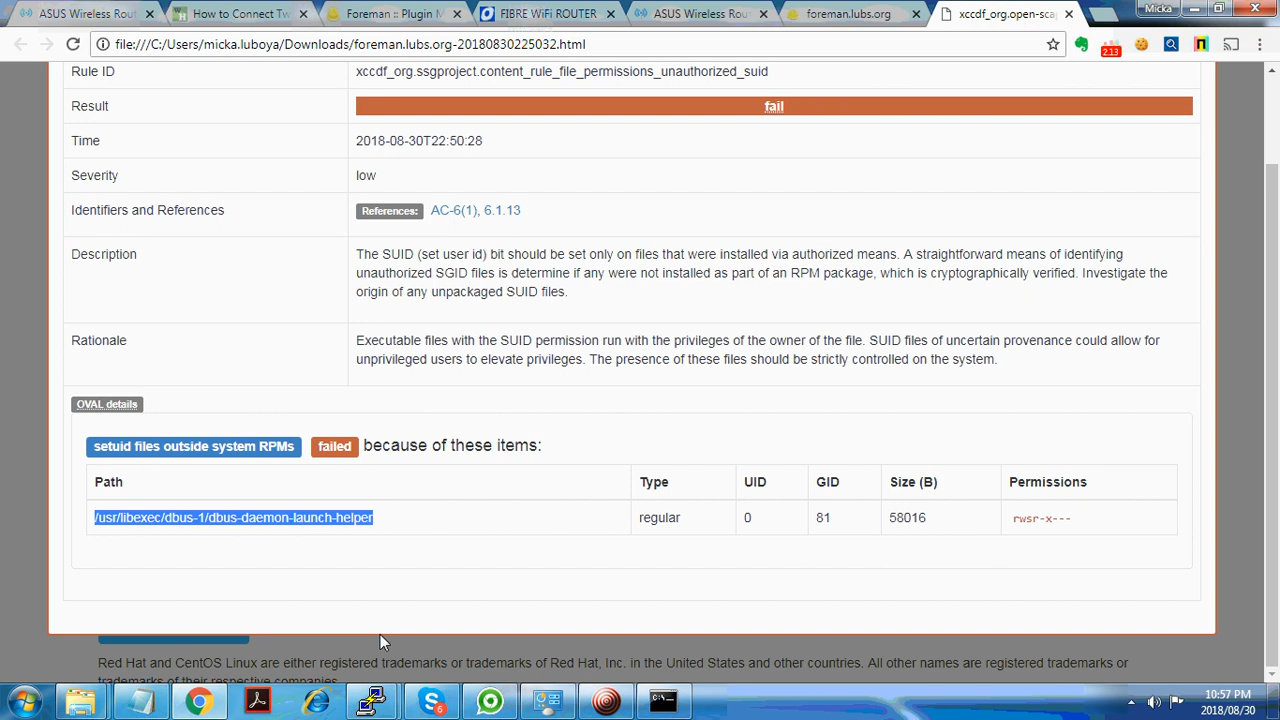 ASUS Wireless Rou
How to Connect Tw
Foreman :: Plugin M
FIBRE WiFi ROUTER
ASUS Wireless Rou
foreman.lubs.org
xccdf_org.open-sca
Micka
file:///C:/Users/micka.luboya/Downloads/foreman.lubs.org-20180830225032.html
2.13
Rule ID xccdf_org.ssgproject.content_rule_file_permissions_unauthorized_suid
Result fail
Time 2018-08-30T22:50:28
Severity low
Identifiers and References References: AC-6(1), 6.1.13
Description The SUID (set user id) bit should be set only on files that were installed via authorized means. A straightforward means of identifying
unauthorized SGID files is determine if any were not installed as part of an RPM package, which is cryptographically verified. Investigate the
origin of any unpackaged SUID files.
Rationale Executable files with the SUID permission run with the privileges of the owner of the file. SUID files of uncertain provenance could allow for
unprivileged users to elevate privileges. The presence of these files should be strictly controlled on the system.
OVAL details
setuid files outside system RPMs failed because of these items:
Path Type UID GID Size (B) Permissions
/usr/libexec/dbus-1/dbus-daemon-launch-helper regular 0 81 58016 rwsr-x---
Red Hat and CentOS Linux are either registered trademarks or trademarks of Red Hat, Inc. in the United States and other countries. All other names are registered trademarks or
trademarks of their respective companies.
10:57 PM
2018/08/30